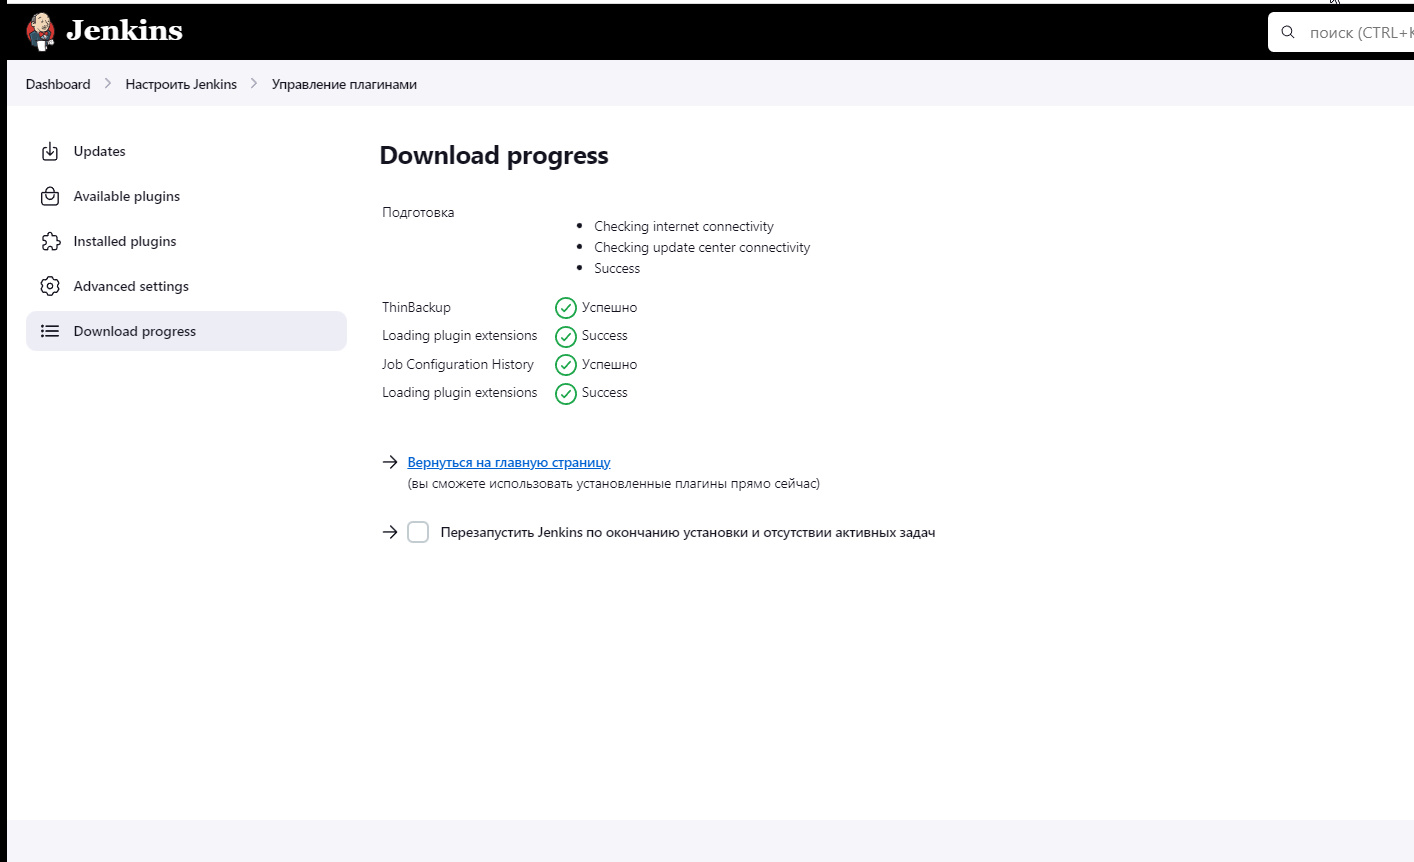 Jenkins
поиск (CTRL+K
Dashboard > Настроить Jenkins > Управление плагинами
Updates
Available plugins
Installed plugins
Advanced settings
Download progress
Download progress
Подготовка
Checking internet connectivity
Checking update center connectivity
Success
ThinBackup Успешно
Loading plugin extensions Success
Job Configuration History Успешно
Loading plugin extensions Success
Вернуться на главную страницу
(вы сможете использовать установленные плагины прямо сейчас)
Перезапустить Jenkins по окончанию установки и отсутствии активных задач